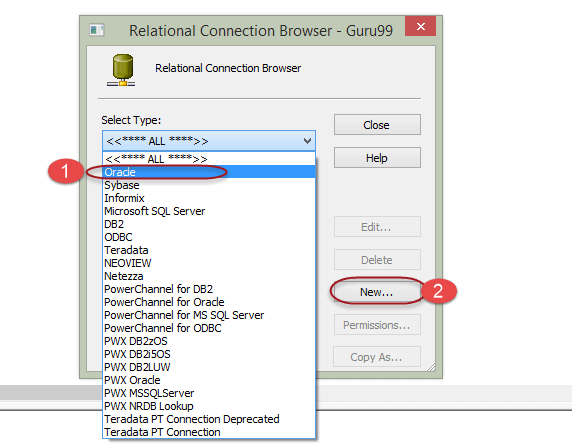 Relational Connection Browser - Guru99
Relational Connection Browser
Select Type:
<<**** ALL ****>>
Close
<<**** ALL ****>>
Help
1
Oracle
Sybase
Informix
Microsoft SQL Server
DB2
Edit...
ODBC
Teradata
Delete
NEOVIEW
Netezza
PowerChannel for DB2
New...
2
PowerChannel for Oracle
PowerChannel for MS SQL Server
PowerChannel for ODBC
Permissions...
PWX DB2zOS
PWX DB2i5OS
Copy As...
PWX DB2LUW
PWX Oracle
PWX MSSQLServer
PWX NRDB Lookup
Teradata PT Connection Deprecated
Teradata PT Connection